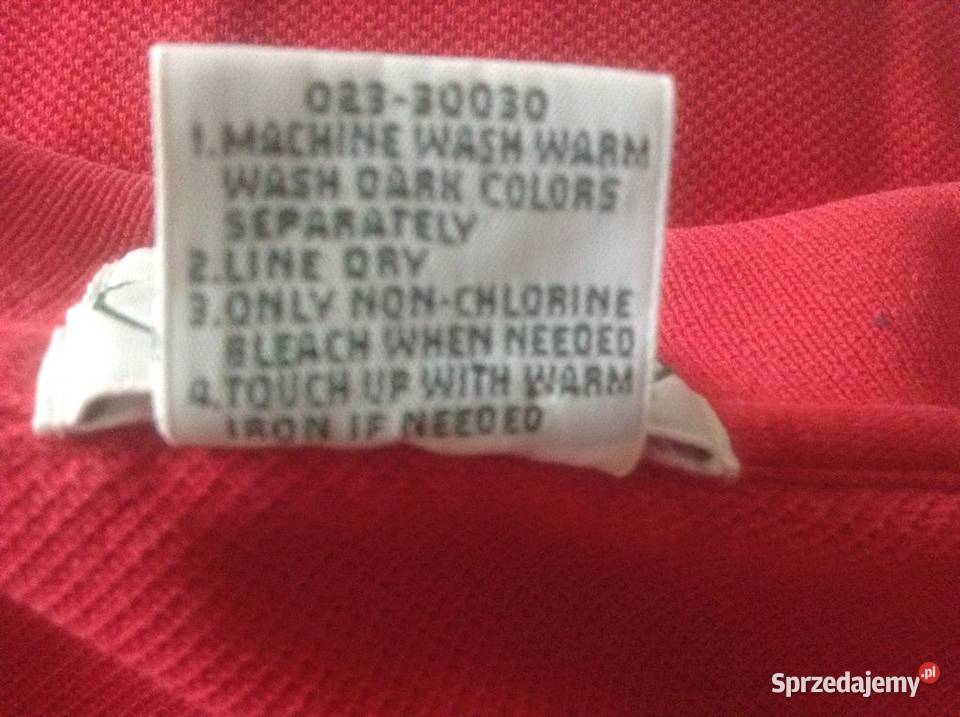 023-30030
1.MACHINE WASH WARM
WASH DARK COLORS
SEPARATELY
2.LINE DRY
3.ONLY NON-CHLORINE
BLEACH WHEN NEEDED
4.TOUCH UP WITH WARM
IRON IF NEEDED
Sprzedajemy.pl